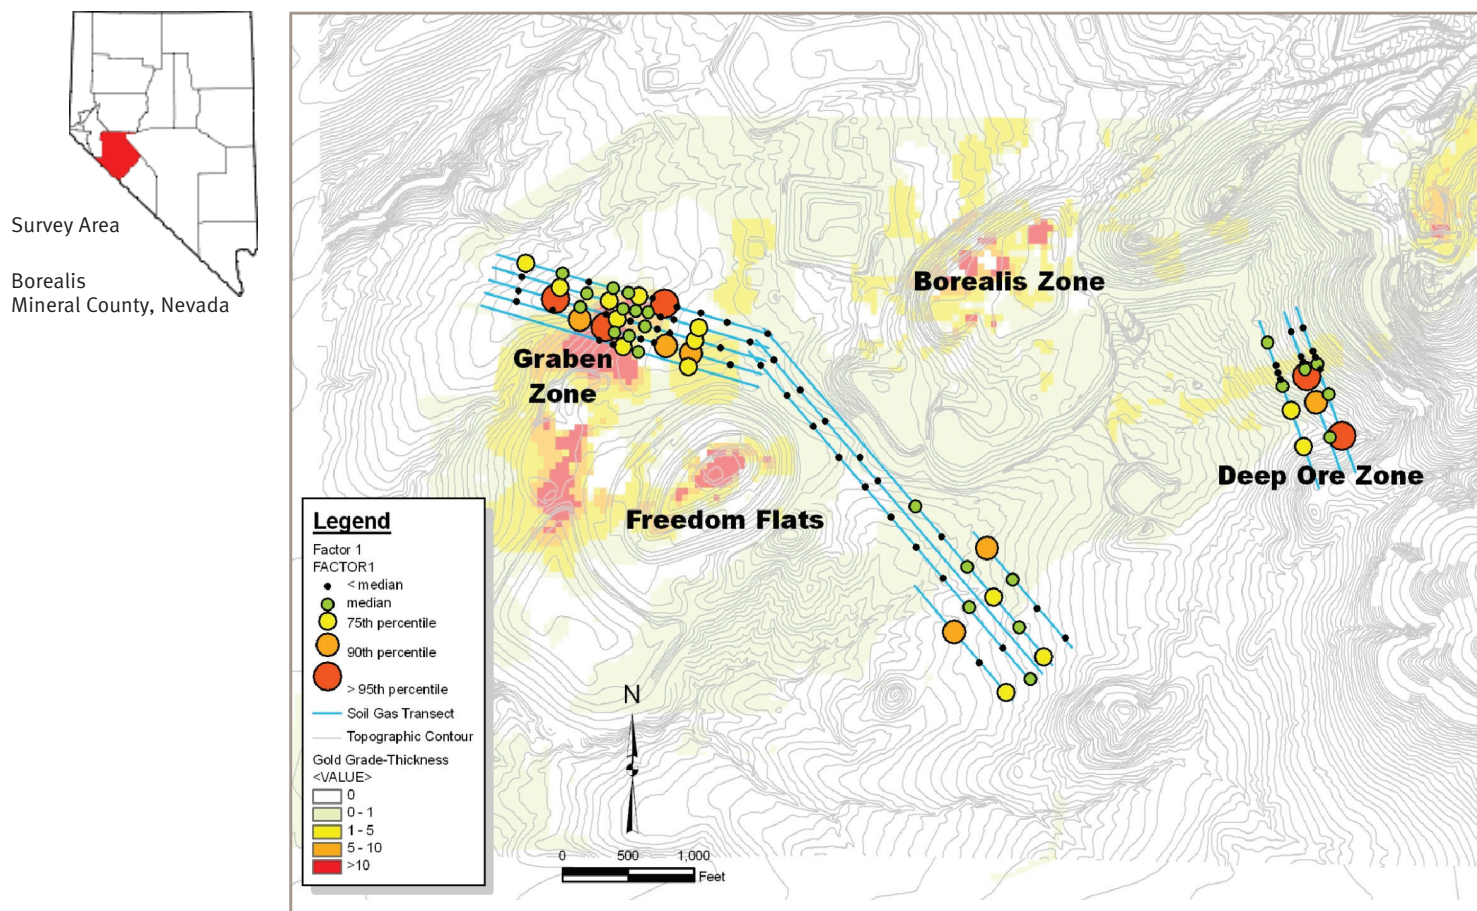 Survey Area
Borealis
Mineral County, Nevada
Borealis Zone
Graben
Zone
Deep Ore Zone
Freedom Flats
Legend
Factor 1
FACTOR1
< median
median
75th percentile
90th percentile
> 95th percentile
Soil Gas Transect
Topographic Contour
Gold Grade-Thickness
<VALUE>
0
0 - 1
1 - 5
5 - 10
>10
N
0 500 1,000
Feet